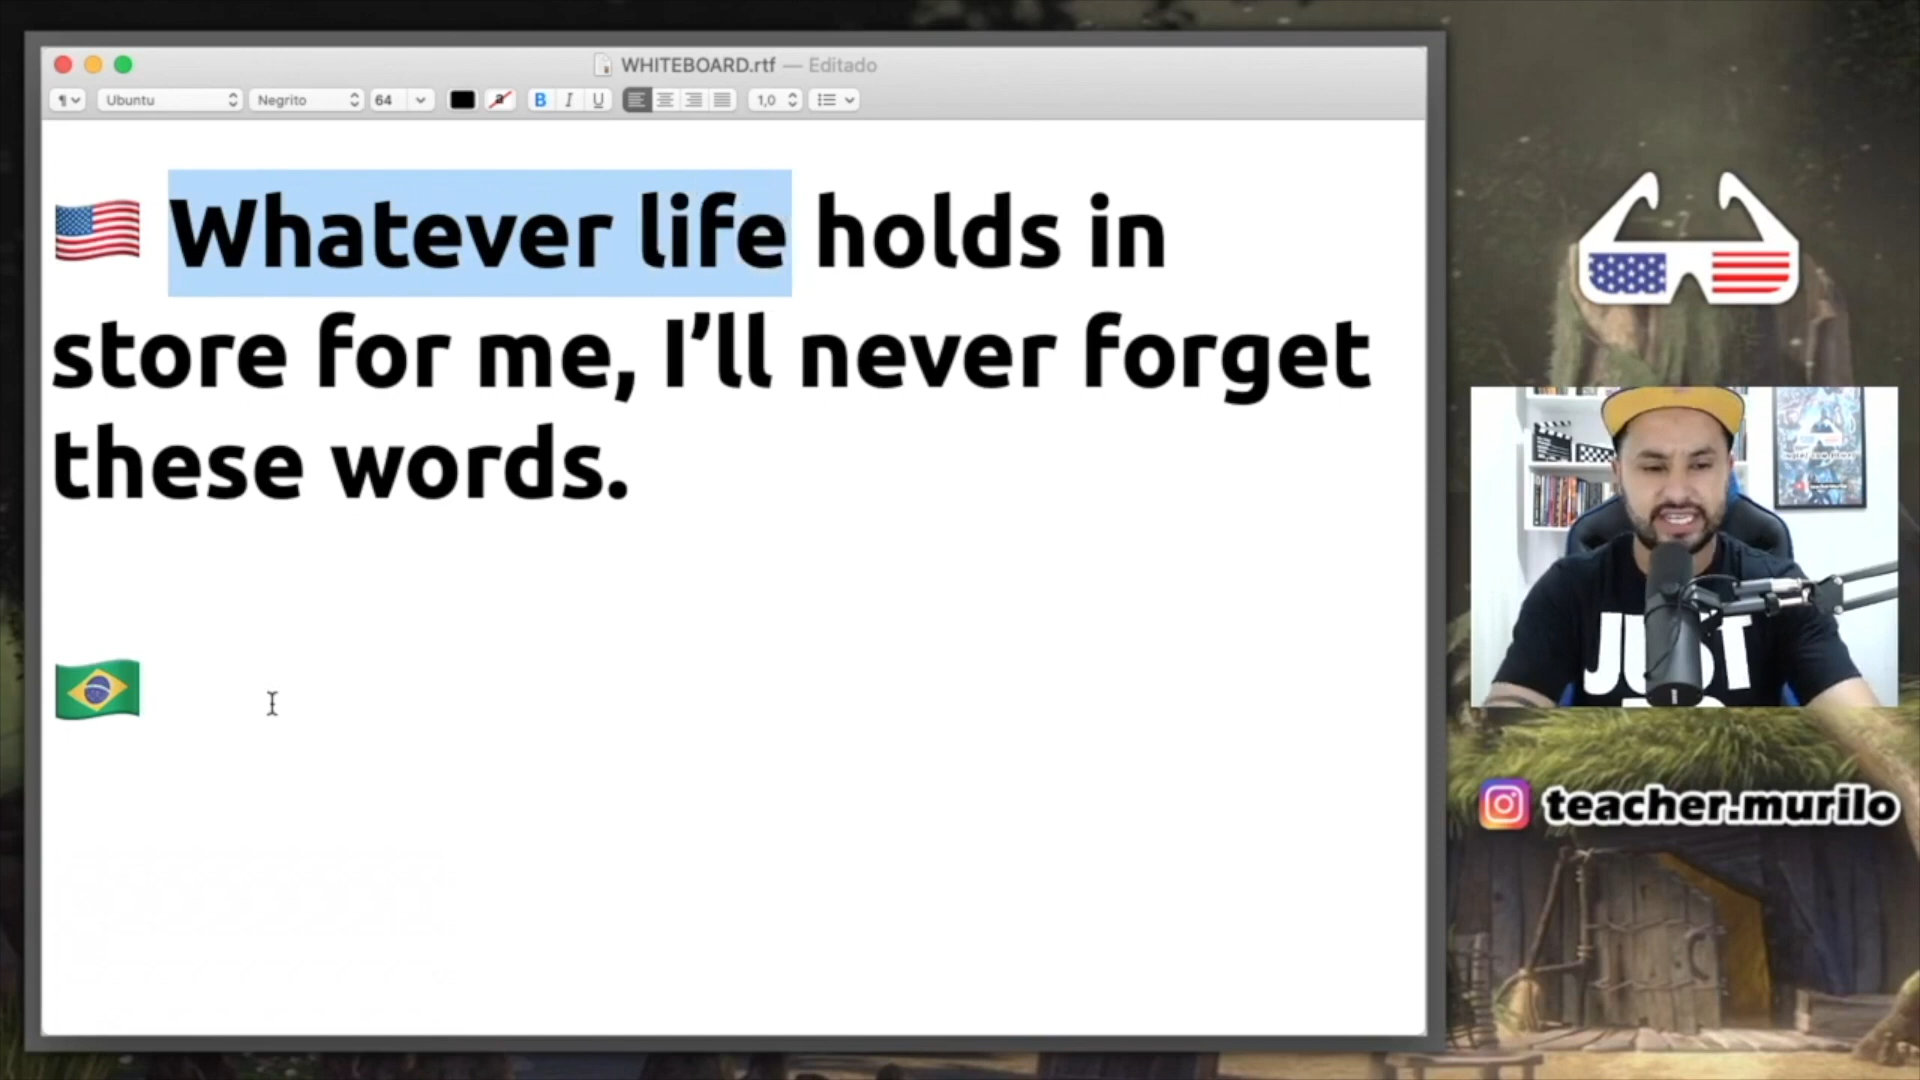 WHITEBOARD.rtf — Editado
¶ Ubuntu Negrito 64 a B I U 1,0
Whatever life holds in
store for me, I’ll never forget
these words.
JUST
teacher.murilo